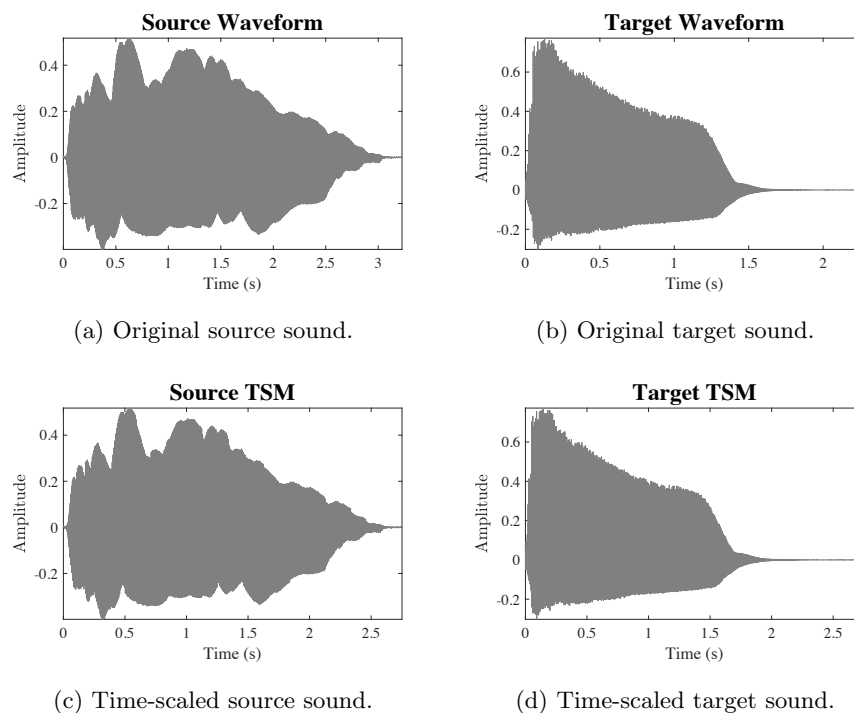 Source Waveform
Amplitude
0.4
0.2
0
-0.2
0 0.5 1 1.5 2 2.5 3
Time (s)
(a) Original source sound.
Target Waveform
Amplitude
0.6
0.4
0.2
0
-0.2
0 0.5 1 1.5 2
Time (s)
(b) Original target sound.
Source TSM
Amplitude
0.4
0.2
0
-0.2
0 0.5 1 1.5 2 2.5
Time (s)
(c) Time-scaled source sound.
Target TSM
Amplitude
0.6
0.4
0.2
0
-0.2
0 0.5 1 1.5 2 2.5
Time (s)
(d) Time-scaled target sound.